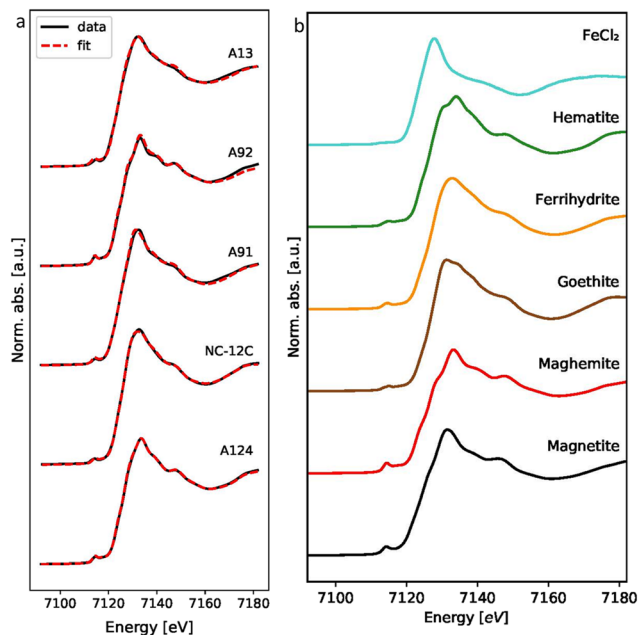 a
data
fit
A13
A92
A91
NC-12C
A124
Norm. abs. [a.u.]
7100 7120 7140 7160 7180
Energy [eV]
b
FeCl₂
Hematite
Ferrihydrite
Goethite
Maghemite
Magnetite
Norm. abs. [a.u.]
7100 7120 7140 7160 7182
Energy [eV]